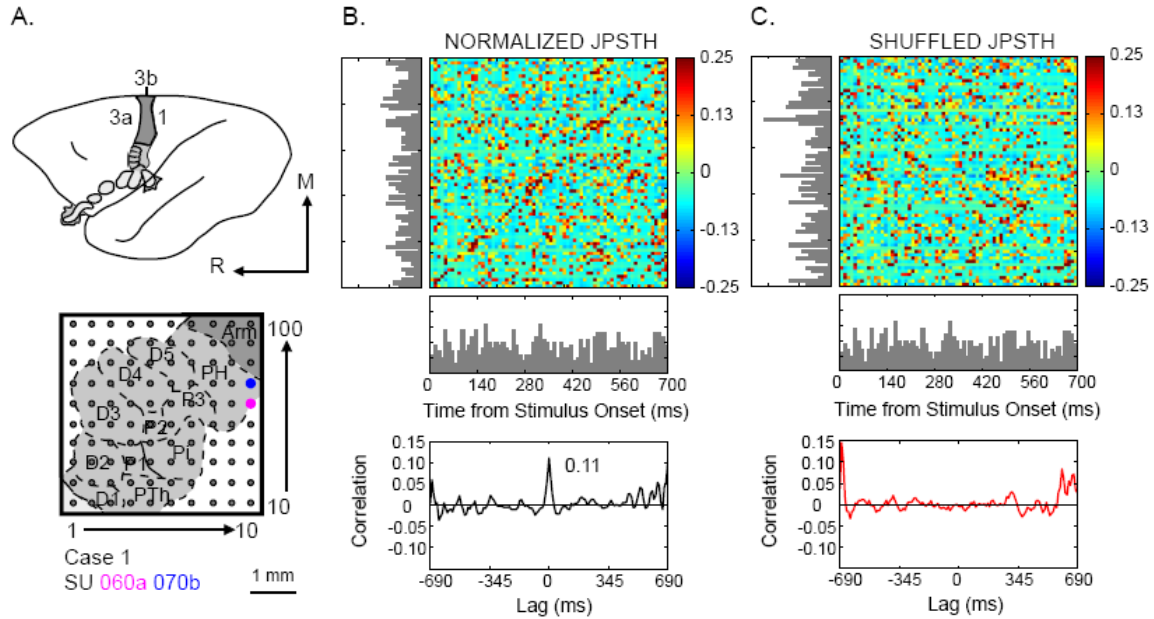 A.
3b
3a
1
M
R
Arm
100
D5
D4
PH
P3
D3
P2
D2
P1
Pi
D1
PTh
10
1
10
Case 1
SU 060a 070b
1 mm
B.
NORMALIZED JPSTH
0.25
0.13
0
-0.13
-0.25
0 140 280 420 560 700
Time from Stimulus Onset (ms)
0.15
0.10
0.05
0
-0.05
-0.10
Correlation
0.11
-690 -345 0 345 690
Lag (ms)
C.
SHUFFLED JPSTH
0.25
0.13
0
-0.13
-0.25
0 140 280 420 560 700
Time from Stimulus Onset (ms)
0.15
0.10
0.05
0
-0.05
-0.10
Correlation
-690 -345 0 345 690
Lag (ms)